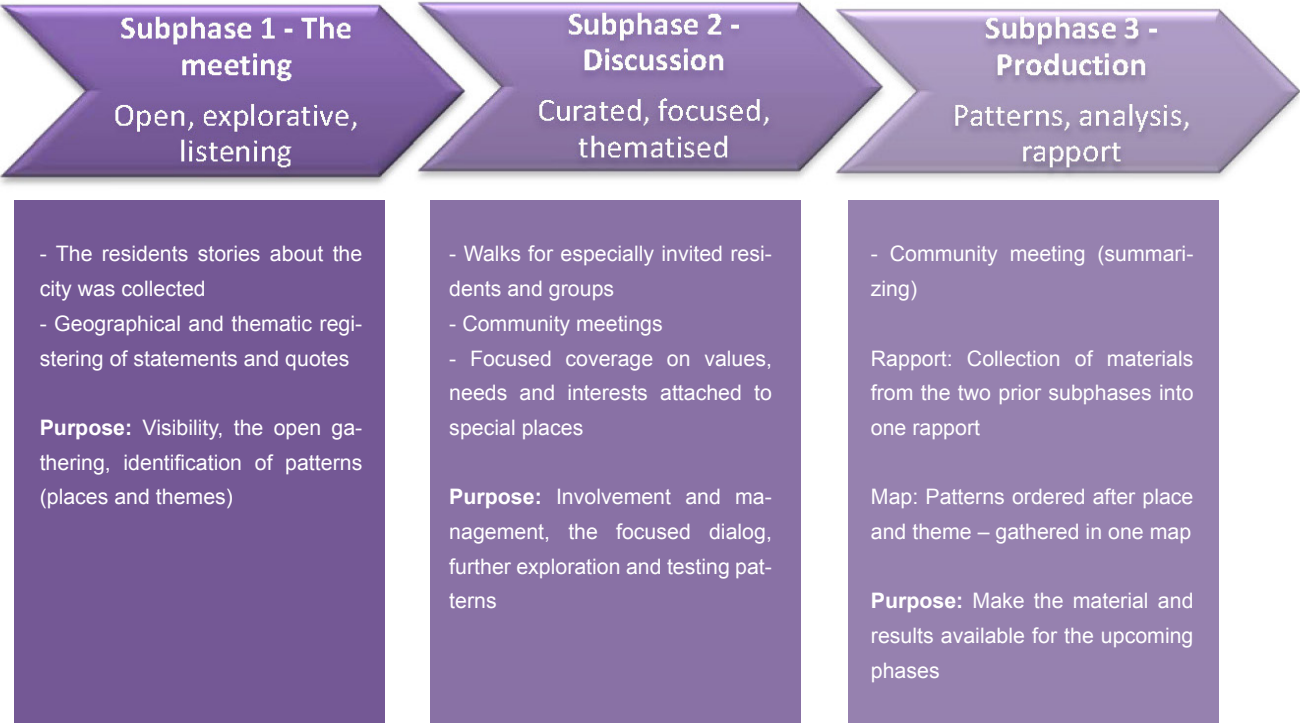 Subphase 1 - The
meeting
Open, explorative,
listening
Subphase 2 -
Discussion
Curated, focused,
thematised
Subphase 3 -
Production
Patterns, analysis,
rapport
- The residents stories about the
city was collected
- Geographical and thematic regi-
stering of statements and quotes
Purpose: Visibility, the open ga-
thering, identification of patterns
(places and themes)
- Walks for especially invited resi-
dents and groups
- Community meetings
- Focused coverage on values,
needs and interests attached to
special places
Purpose: Involvement and ma-
nagement, the focused dialog,
further exploration and testing pat-
terns
- Community meeting (summari-
zing)
Rapport: Collection of materials
from the two prior subphases into
one rapport
Map: Patterns ordered after place
and theme – gathered in one map
Purpose: Make the material and
results available for the upcoming
phases